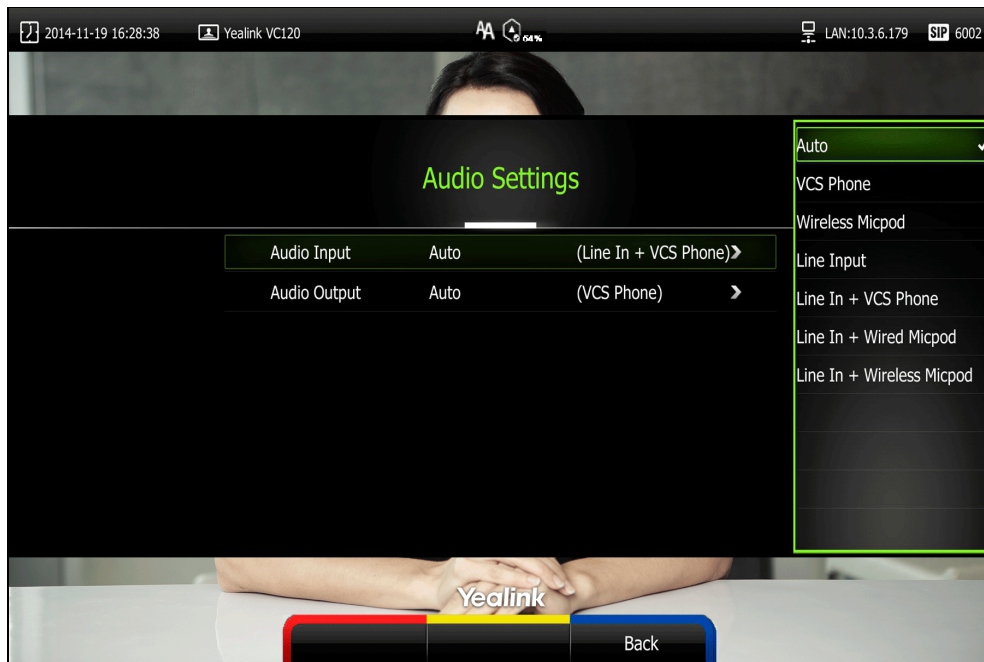 2014-11-19 16:28:38 Yealink VC120 AA 64% LAN:10.3.6.179 SIP 6002
Audio Settings
Audio Input Auto (Line In + VCS Phone)
Audio Output Auto (VCS Phone)
Auto
VCS Phone
Wireless Micpod
Line Input
Line In + VCS Phone
Line In + Wired Micpod
Line In + Wireless Micpod
Yealink
Back